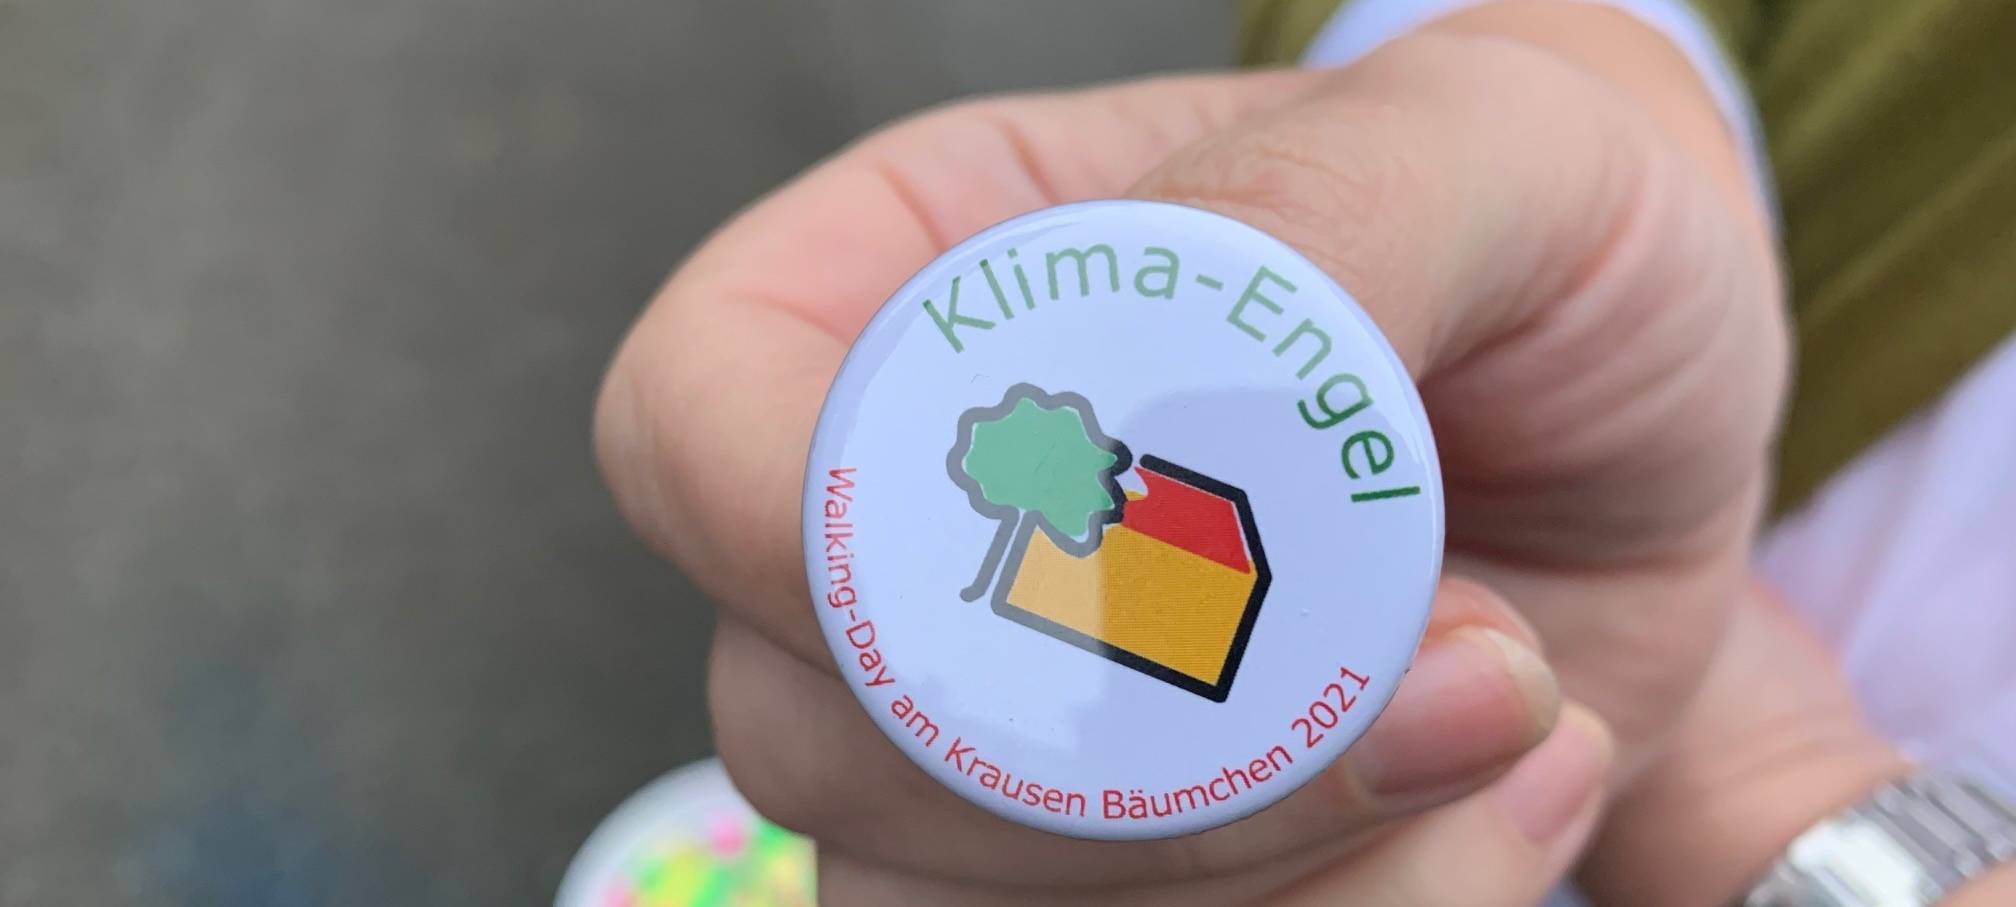 Klima-Engel
Walking-Day am Krausen Bäumchen 2021